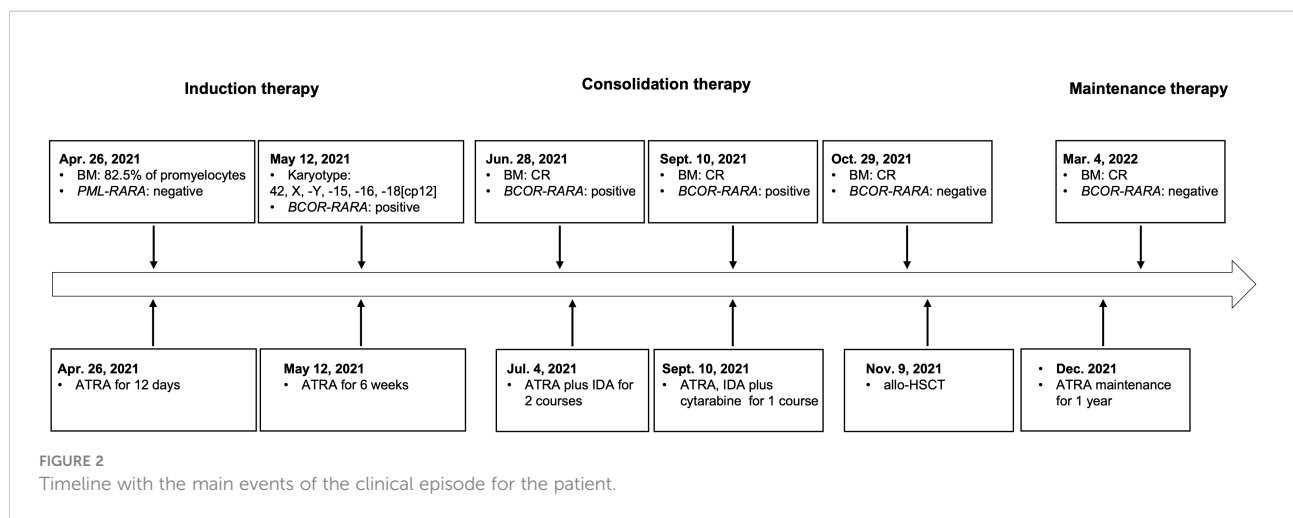 Induction therapy
Consolidation therapy
Maintenance therapy
Apr. 26, 2021
• BM: 82.5% of promyelocytes
• PML-RARA: negative
May 12, 2021
• Karyotype:
42, X, -Y, -15, -16, -18[cp12]
• BCOR-RARA: positive
Jun. 28, 2021
• BM: CR
• BCOR-RARA: positive
Sept. 10, 2021
• BM: CR
• BCOR-RARA: positive
Oct. 29, 2021
• BM: CR
• BCOR-RARA: negative
Mar. 4, 2022
• BM: CR
• BCOR-RARA: negative
Apr. 26, 2021
• ATRA for 12 days
May 12, 2021
• ATRA for 6 weeks
Jul. 4, 2021
• ATRA plus IDA for
2 courses
Sept. 10, 2021
• ATRA, IDA plus
cytarabine for 1 course
Nov. 9, 2021
• allo-HSCT
• Dec. 2021
• ATRA maintenance
for 1 year
FIGURE 2
Timeline with the main events of the clinical episode for the patient.